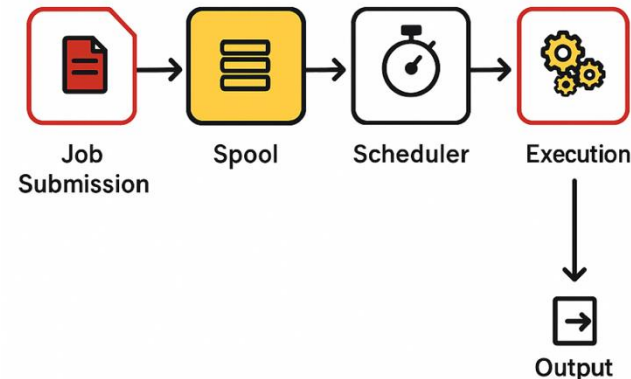 Job
Submission
Spool
Scheduler
Execution
Output